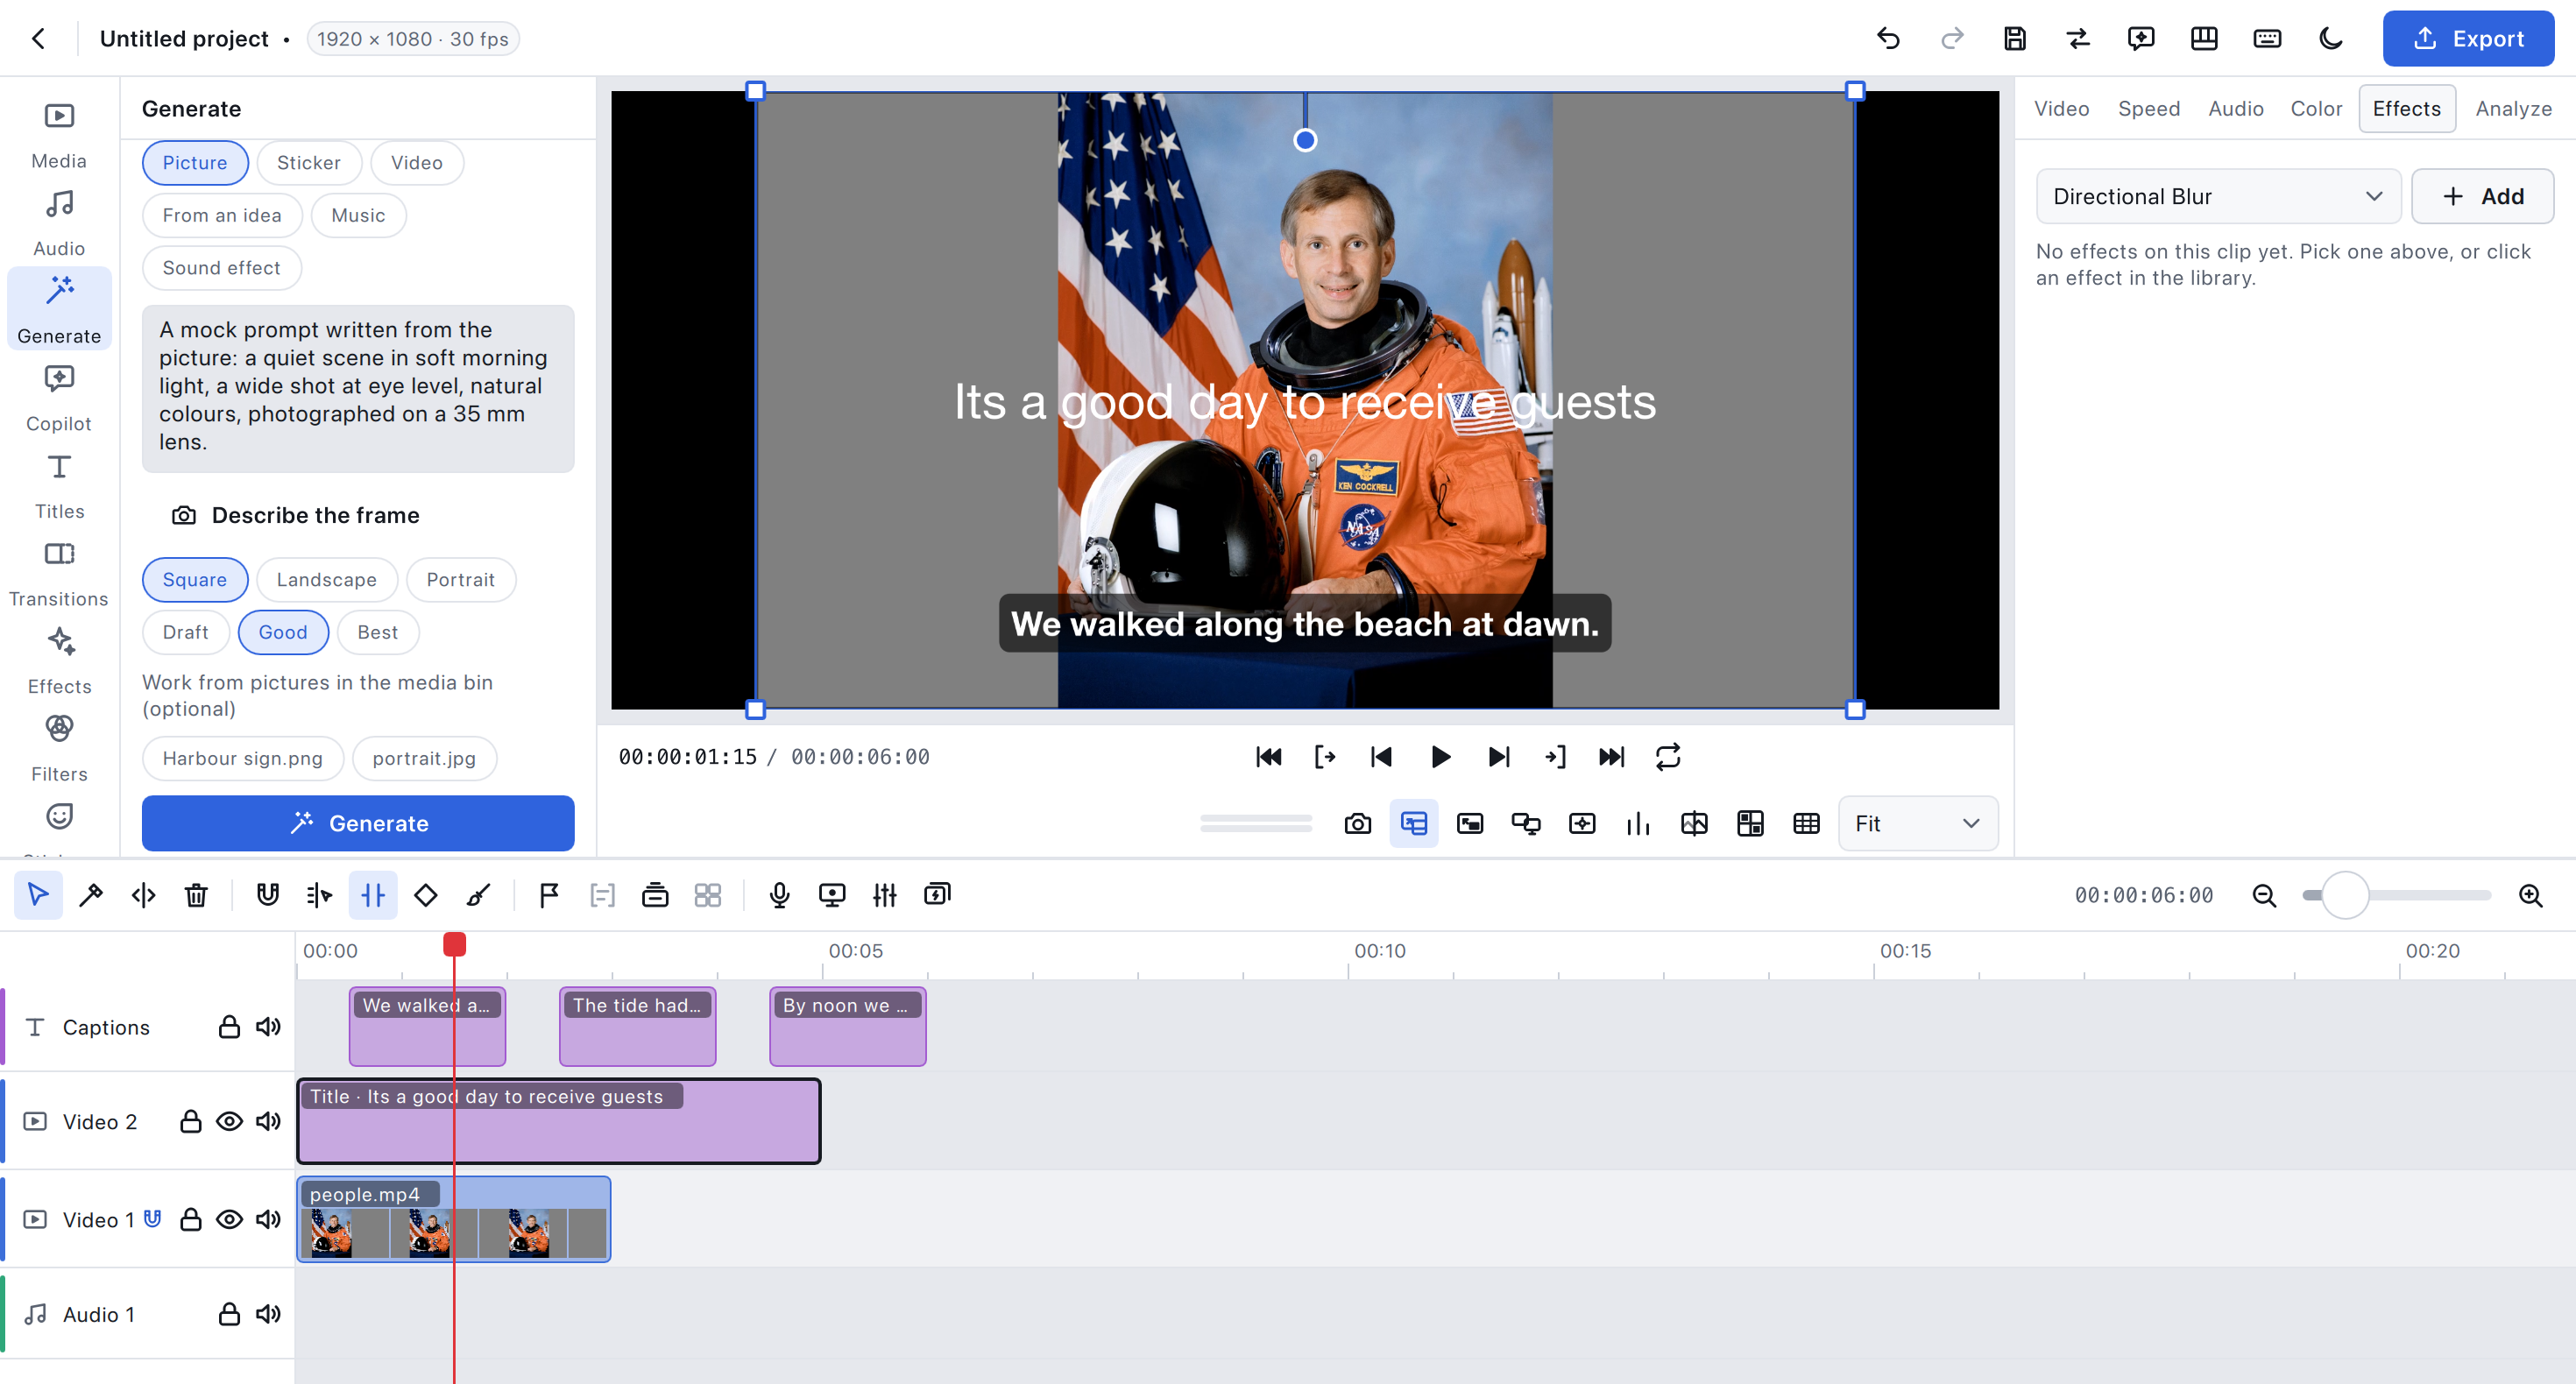 Untitled project •
1920 × 1080 · 30 fps
Export
Media
Audio
Generate
Copilot
Titles
Transitions
Effects
Filters
Generate
Picture
Sticker
Video
From an idea
Music
Sound effect
A mock prompt written from the
picture: a quiet scene in soft morning
light, a wide shot at eye level, natural
colours, photographed on a 35 mm
lens.
Describe the frame
Square
Landscape
Portrait
Draft
Good
Best
Work from pictures in the media bin
(optional)
Harbour sign.png
portrait.jpg
Generate
Its a good day to receive guests
KEN COCKRELL
NASA
We walked along the beach at dawn.
00:00:01:15 / 00:00:06:00
Fit
Video
Speed
Audio
Color
Effects
Analyze
Directional Blur
Add
No effects on this clip yet. Pick one above, or click
an effect in the library.
00:00:06:00
00:00
00:05
00:10
00:15
00:20
Captions
We walked a...
The tide had...
By noon we ...
Video 2
Title · Its a good day to receive guests
Video 1
people.mp4
Audio 1